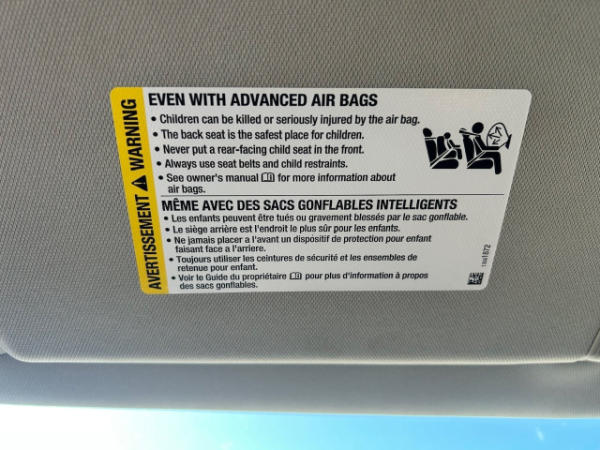 AVERTISSEMENT WARNING
EVEN WITH ADVANCED AIR BAGS
• Children can be killed or seriously injured by the air bag.
• The back seat is the safest place for children.
• Never put a rear-facing child seat in the front.
• Always use seat belts and child restraints.
• See owner's manual for more information about
air bags.
MÊME AVEC DES SACS GONFLABLES INTELLIGENTS
• Les enfants peuvent être tués ou gravement blessés par le sac gonflable.
• Le siège arrière est l'endroit le plus sûr pour les enfants.
• Ne jamais placer a l'avant un dispositif de protection pour enfant
faisant face a l'arriere.
• Toujours utiliser les ceintures de sécurité et les ensembles de
retenue pour enfant.
• Voir le Guide du propriétaire pour plus d'information à propos
des sacs gonflables.